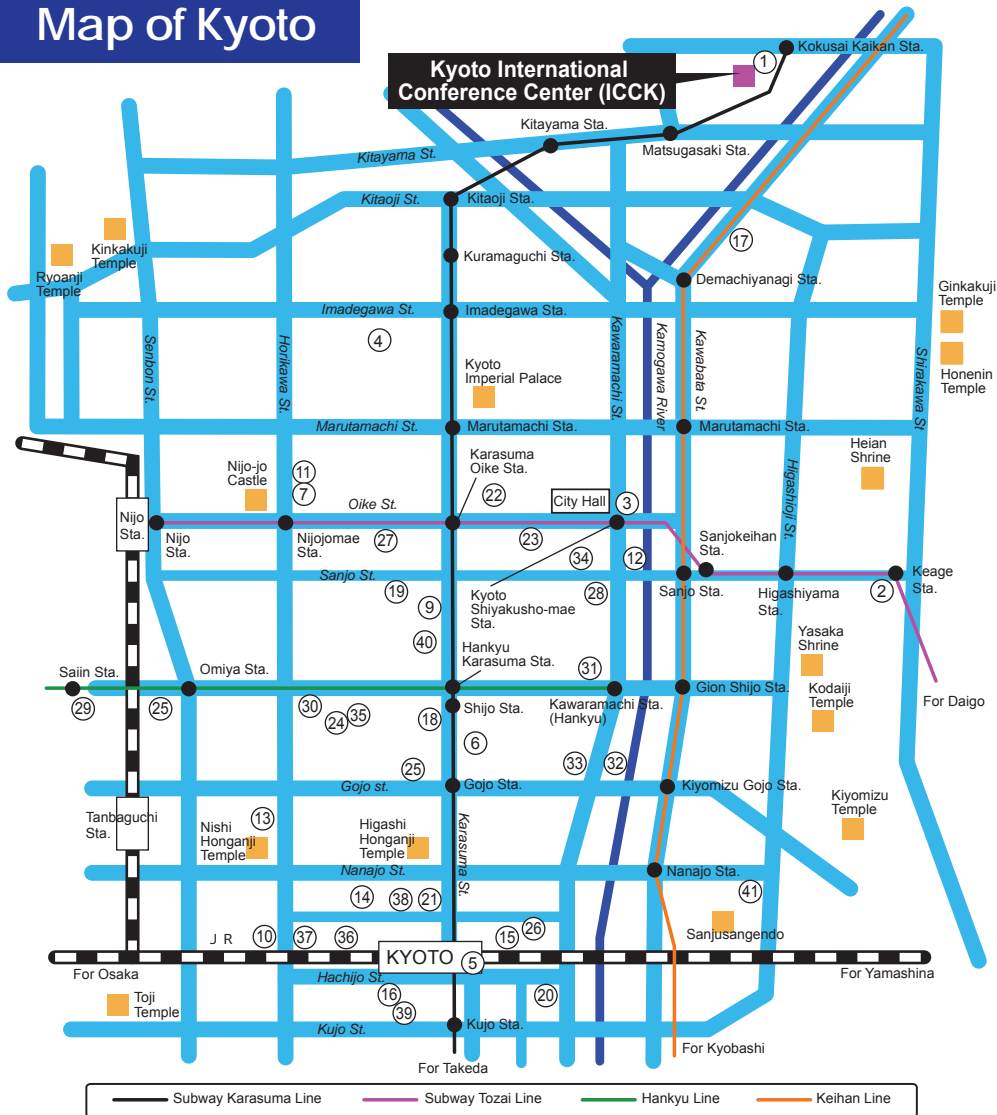 Map of Kyoto
Kokusai Kaikan Sta.
1
Kyoto International
Conference Center (ICCK)
Kitayama Sta.
Matsugasaki Sta.
Kitayama St.
Kitaoji St.
Kitaoji Sta.
Kinkakuji
Temple
Ryoanji
Temple
Kuramaguchi Sta.
17
Demachiyanagi Sta.
Imadegawa St.
Imadegawa Sta.
Ginkakuji
Temple
Honenin
Temple
4
Senbon St.
Horikawa St.
Kawaramachi St.
Kamogawa River
Kawabata St.
Shirakawa St
Kyoto
Imperial Palace
Marutamachi St.
Marutamachi Sta.
Marutamachi Sta.
Higashioji St.
Heian
Shrine
Nijo-jo
Castle
11
7
Karasuma
Oike Sta.
22
City Hall
3
Oike St.
Nijo
Sta.
Nijo
Sta.
Nijojomae
Sta.
27
23
34
12
Sanjokeihan
Sta.
Sanjo St.
19
9
Kyoto
Shiyakusho-mae
Sta.
28
Sanjo Sta.
Higashiyama
Sta.
2
Keage
Sta.
40
Hankyu
Karasuma Sta.
31
Yasaka
Shrine
Saiin Sta.
Omiya Sta.
Gion Shijo Sta.
Kodaiji
Temple
For Daigo
29
25
30
24
35
18
Shijo Sta.
Kawaramachi Sta.
(Hankyu)
6
25
33
32
Gojo st.
Gojo Sta.
Kiyomizu Gojo Sta.
Kiyomizu
Temple
Tanbaguchi
Sta.
13
Nishi
Honganji
Temple
Higashi
Honganji
Temple
Karasuma St.
Nanajo St.
Nanajo Sta.
14
38
21
41
Sanjusangendo
J R
10
37
36
KYOTO
5
15
26
For Osaka
For Yamashina
Hachijo St.
16
39
20
Toji
Temple
Kujo St.
Kujo Sta.
For Kyobashi
For Takeda
Subway Karasuma Line
Subway Tozai Line
Hankyu Line
Keihan Line